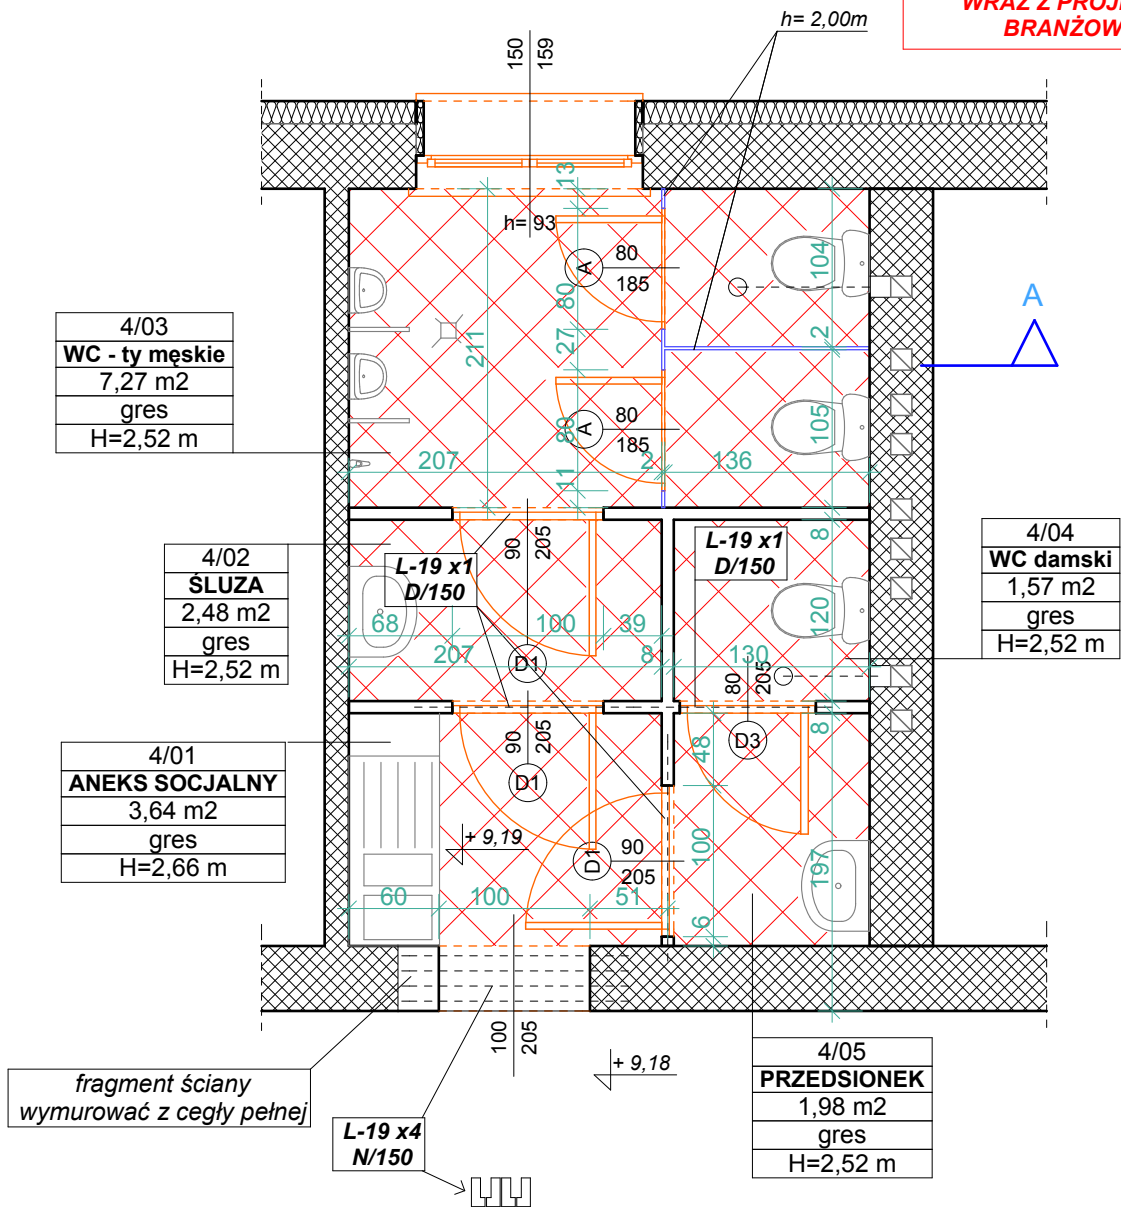 WRAZ Z PROJ
BRANŻOW
h= 2,00m
150
159
13
h= 93
A
80
185
80
104
2
27
211
A
80
185
80
105
11
207
2
136
A
4/03
WC - ty męskie
7,27 m2
gres
H=2,52 m
4/02
ŚLUZA
2,48 m2
gres
H=2,52 m
L-19 x1
D/150
90
205
L-19 x1
D/150
8
4/04
WC damski
1,57 m2
gres
H=2,52 m
68
100
39
120
207
8
130
D1
80
205
8
4/01
ANEKS SOCJALNY
3,64 m2
gres
H=2,66 m
90
205
D1
48
D3
+ 9,19
D1
90
205
100
197
60
100
51
6
100
205
+ 9,18
fragment ściany
wymurować z cegły pełnej
L-19 x4
N/150
4/05
PRZEDSIONEK
1,98 m2
gres
H=2,52 m